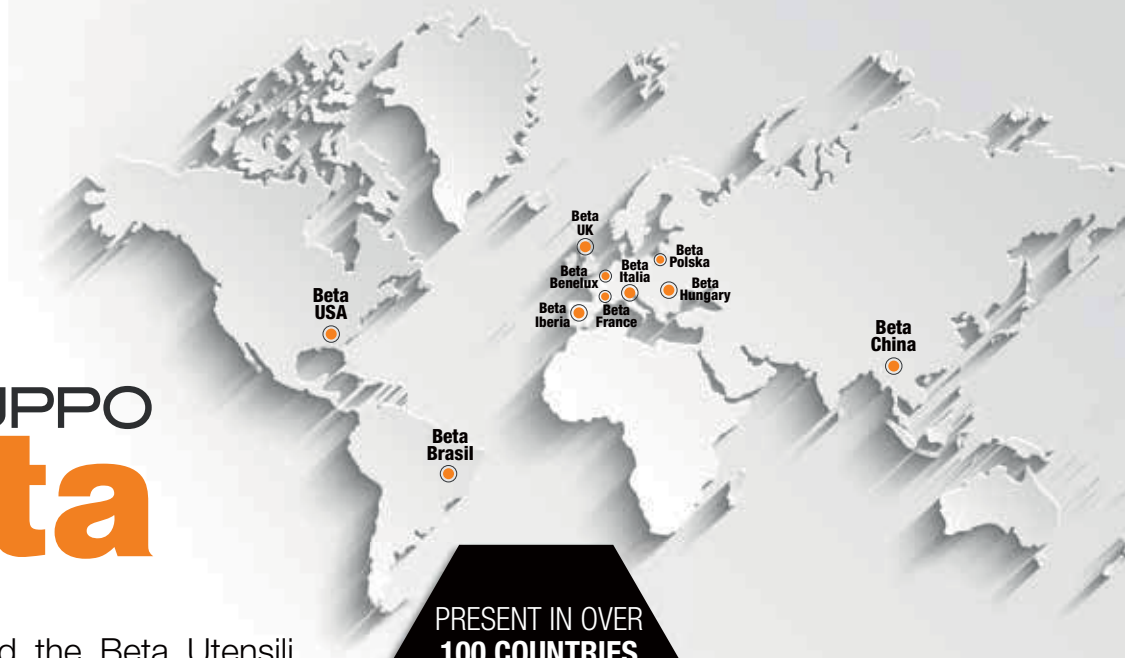 Beta
UK
Beta
Polska
Beta
Benelux
Beta
Italia
Beta
Hungary
Beta
Iberia
Beta
France
Beta
USA
Beta
China
Beta
Brasil
UPPO
ta
PRESENT IN OVER
100 COUNTRIES
the Beta Utensili